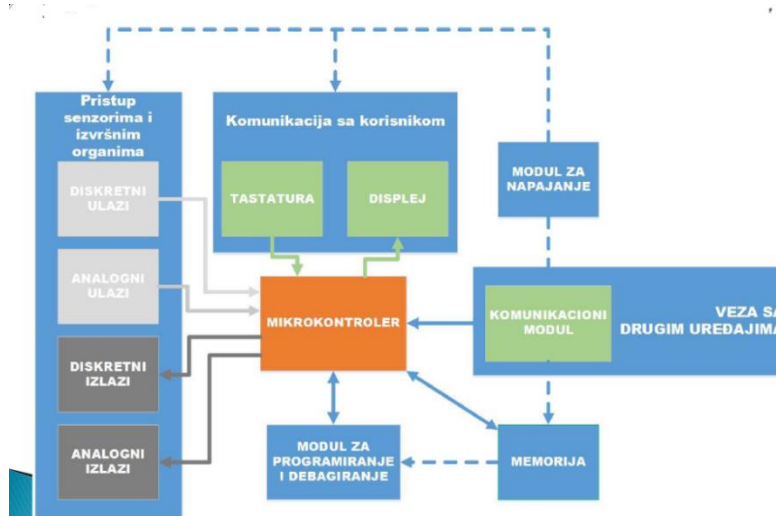 Pristup
senzorima i
izvršnim
organima
DISKRETNI
ULAZI
ANALOGNI
ULAZI
DISKRETNI
IZLAZI
ANALOGNI
IZLAZI
Komunikacija sa korisnikom
TASTATURA
DISPLEJ
MODUL ZA
NAPAJANJE
MIKROKONTROLER
KOMUNIKACIONI
MODUL
VEZA SA
DRUGIM UREĐAJIMA
MODUL ZA
PROGRAMIRANJE
I DEBAGIRANJE
MEMORIJA